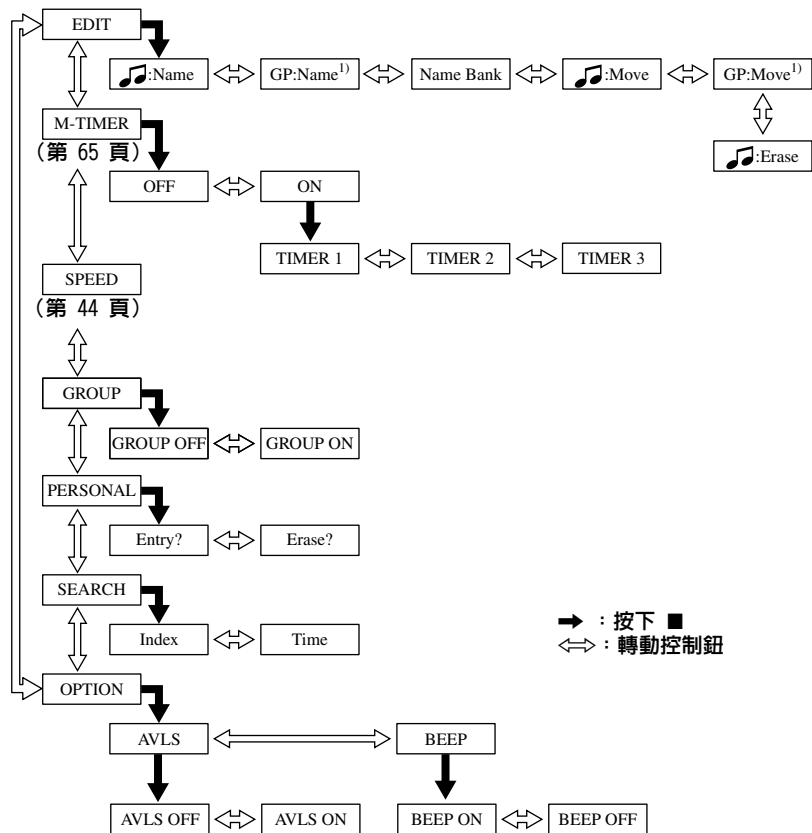 EDIT
♫:Name GP:Name1) Name Bank ♫:Move GP:Move1)
M-TIMER
(第 65 頁)
♫:Erase
OFF ON
TIMER 1 TIMER 2 TIMER 3
SPEED
(第 44 頁)
GROUP
GROUP OFF GROUP ON
PERSONAL
Entry? Erase?
SEARCH
Index Time
➡ :按下 ■
⇔:轉動控制鈕
OPTION
AVLS BEEP
AVLS OFF AVLS ON BEEP ON BEEP OFF